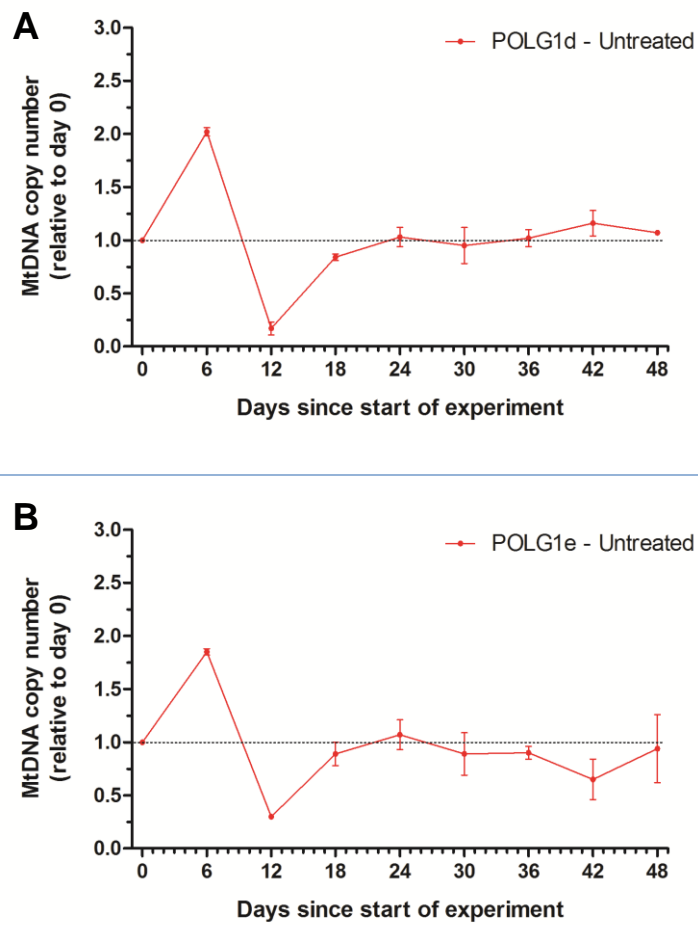 A
3.0
2.5
2.0
1.5
1.0
0.5
0.0
MtDNA copy number
(relative to day 0)
POLG1d - Untreated
0 6 12 18 24 30 36 42 48
Days since start of experiment
B
3.0
2.5
2.0
1.5
1.0
0.5
0.0
MtDNA copy number
(relative to day 0)
POLG1e - Untreated
0 6 12 18 24 30 36 42 48
Days since start of experiment